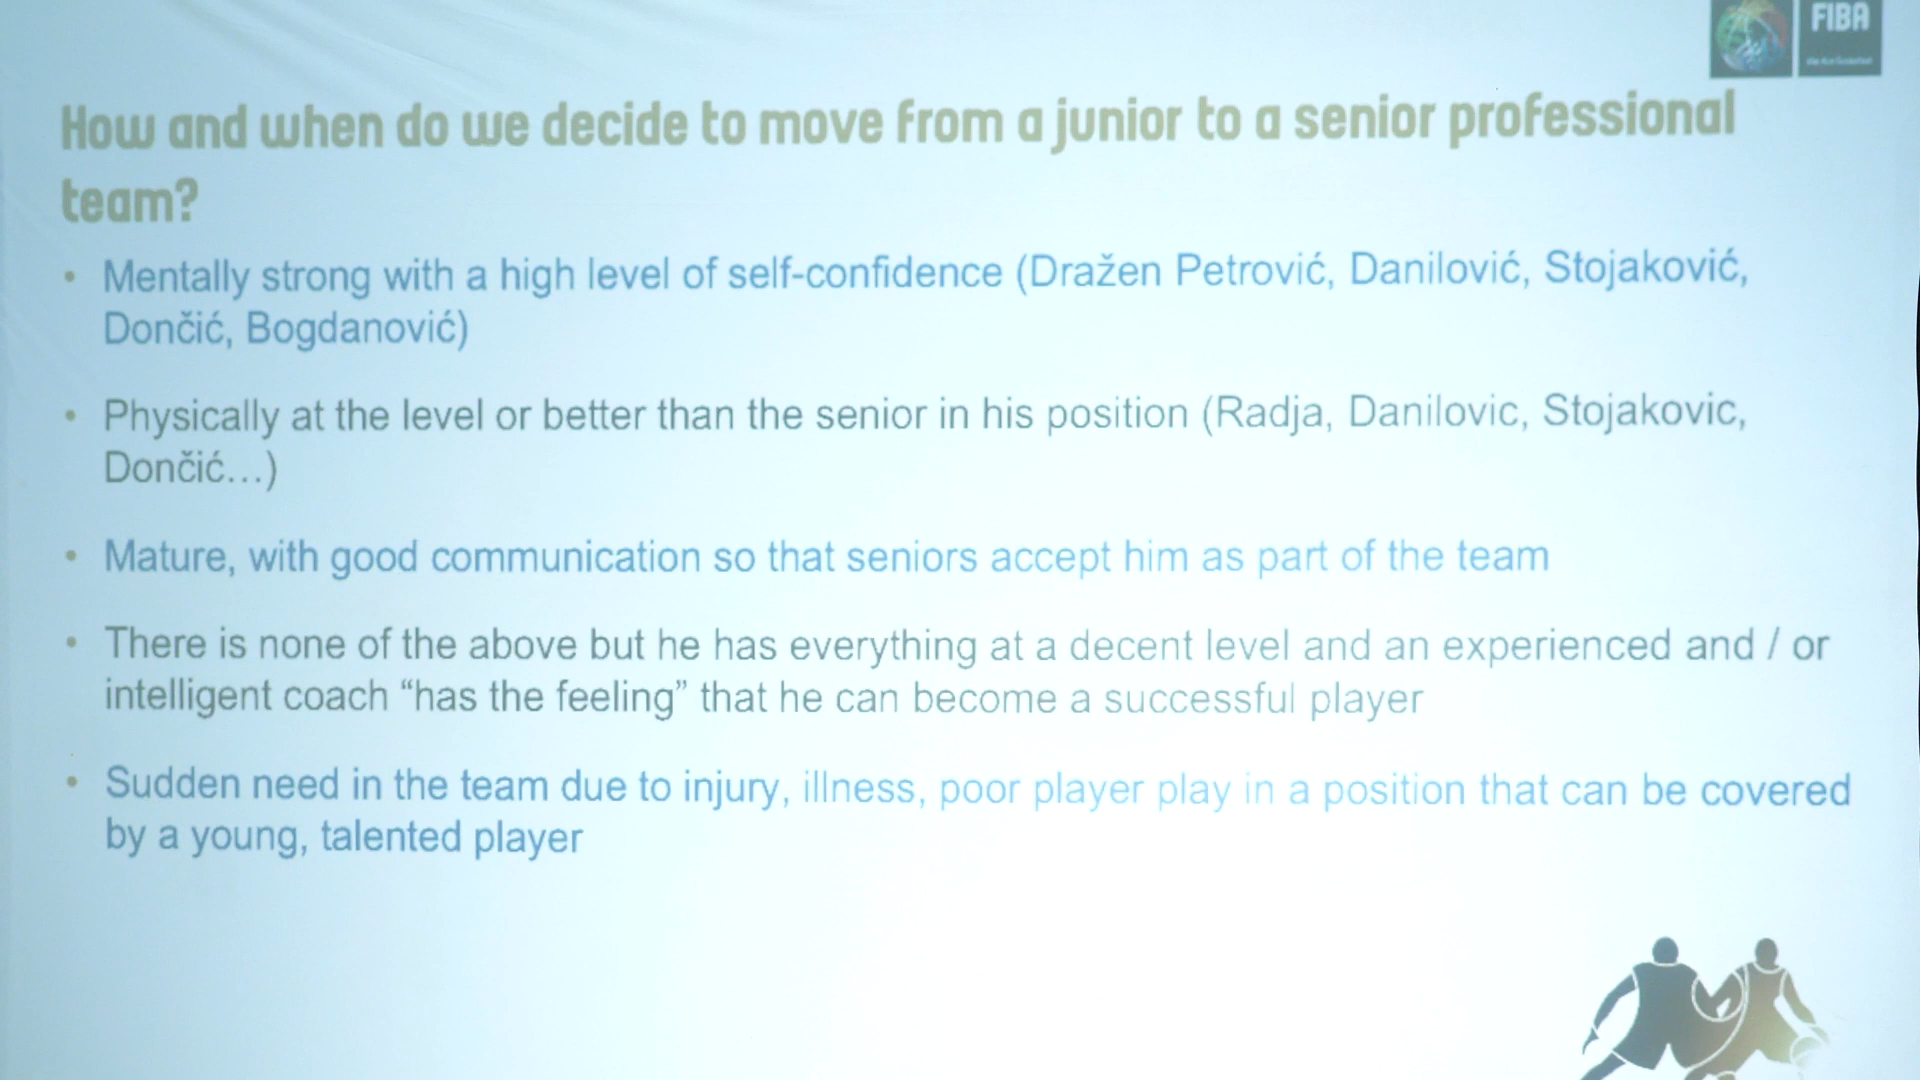 FIBA
How and when do we decide to move from a junior to a senior professional
team?
• Mentally strong with a high level of self-confidence (Dražen Petrović, Danilović, Stojaković,
Dončić, Bogdanović)
• Physically at the level or better than the senior in his position (Radja, Danilovic, Stojakovic,
Dončić...)
• Mature, with good communication so that seniors accept him as part of the team
• There is none of the above but he has everything at a decent level and an experienced and / or
intelligent coach “has the feeling” that he can become a successful player
• Sudden need in the team due to injury, illness, poor player play in a position that can be covered
by a young, talented player